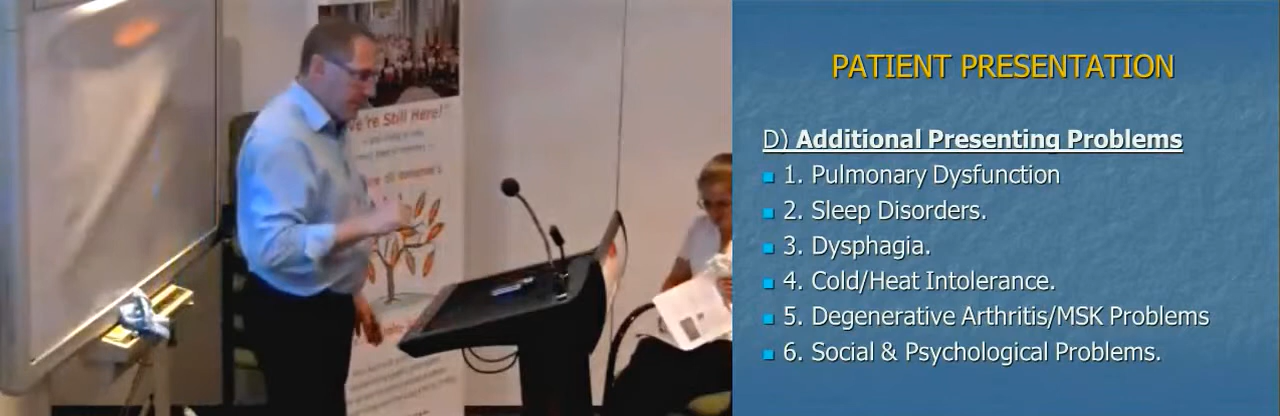 We're Still Here!"
PATIENT PRESENTATION
D) Additional Presenting Problems
1. Pulmonary Dysfunction
2. Sleep Disorders.
3. Dysphagia.
4. Cold/Heat Intolerance.
5. Degenerative Arthritis/MSK Problems
6. Social & Psychological Problems.